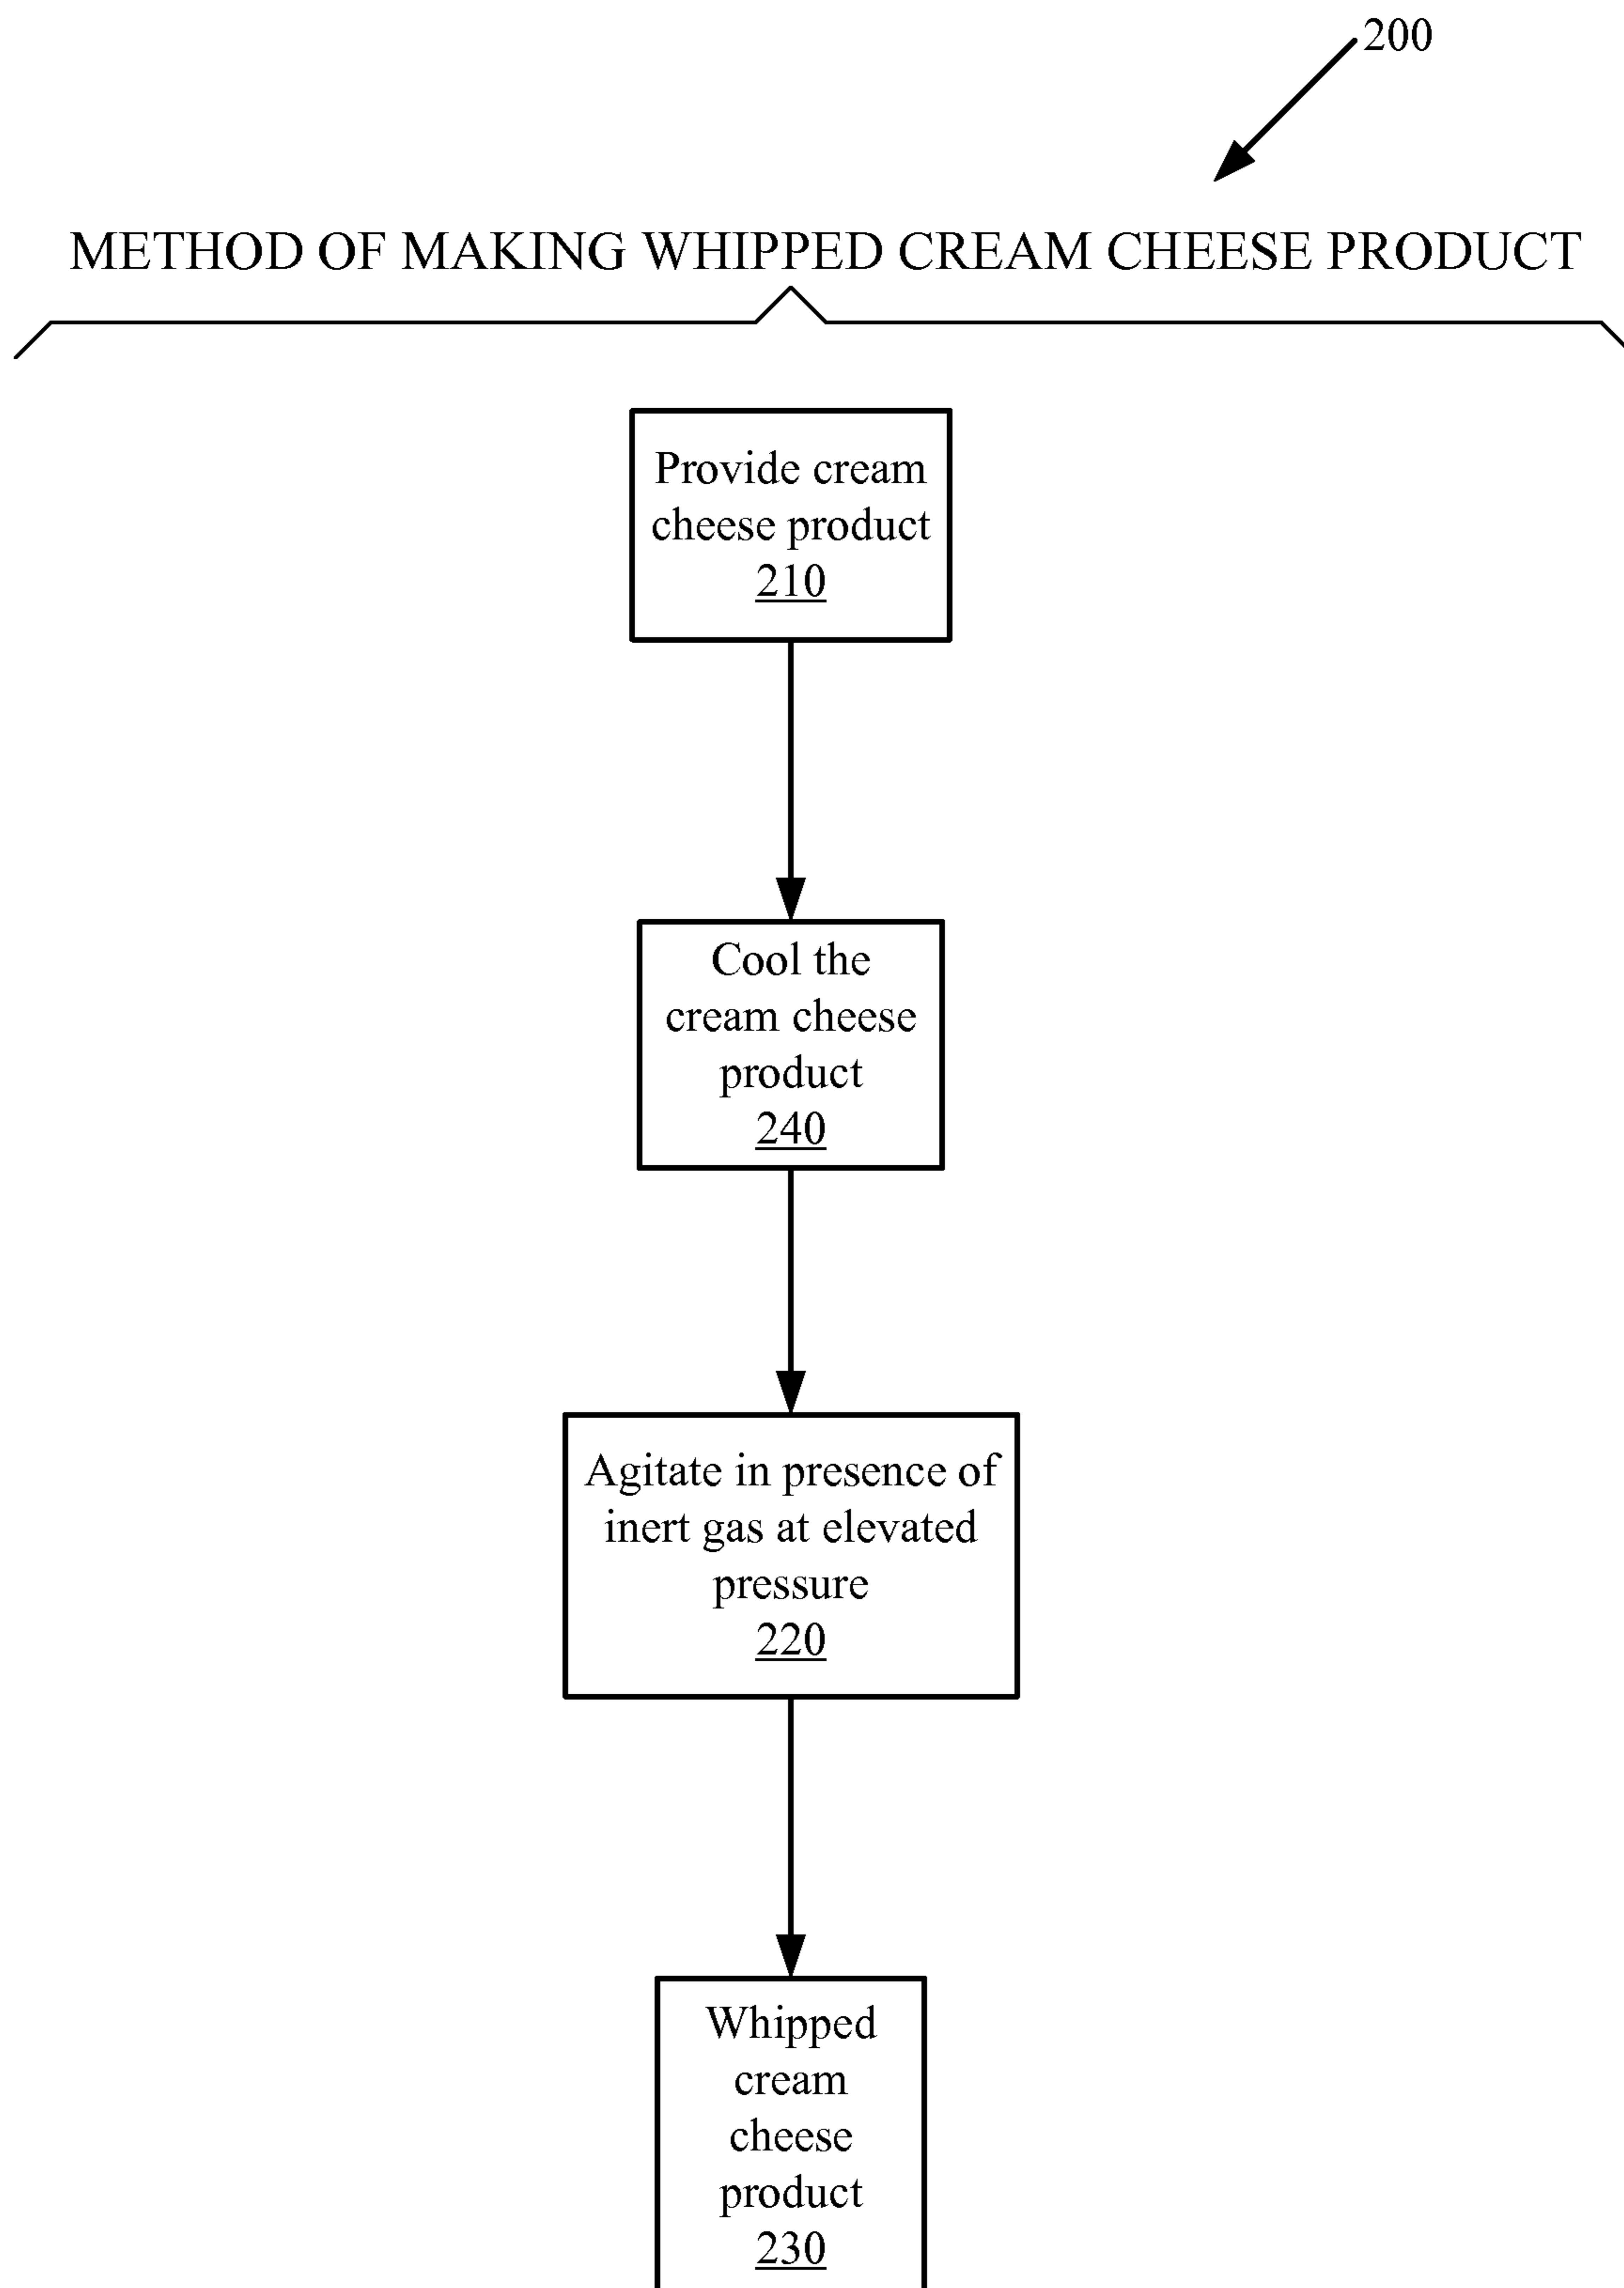 200
METHOD OF MAKING WHIPPED CREAM CHEESE PRODUCT
Provide cream
cheese product
210
Cool the
cream cheese
product
240
Agitate in presence of
inert gas at elevated
pressure
220
Whipped
cream
cheese
product
230